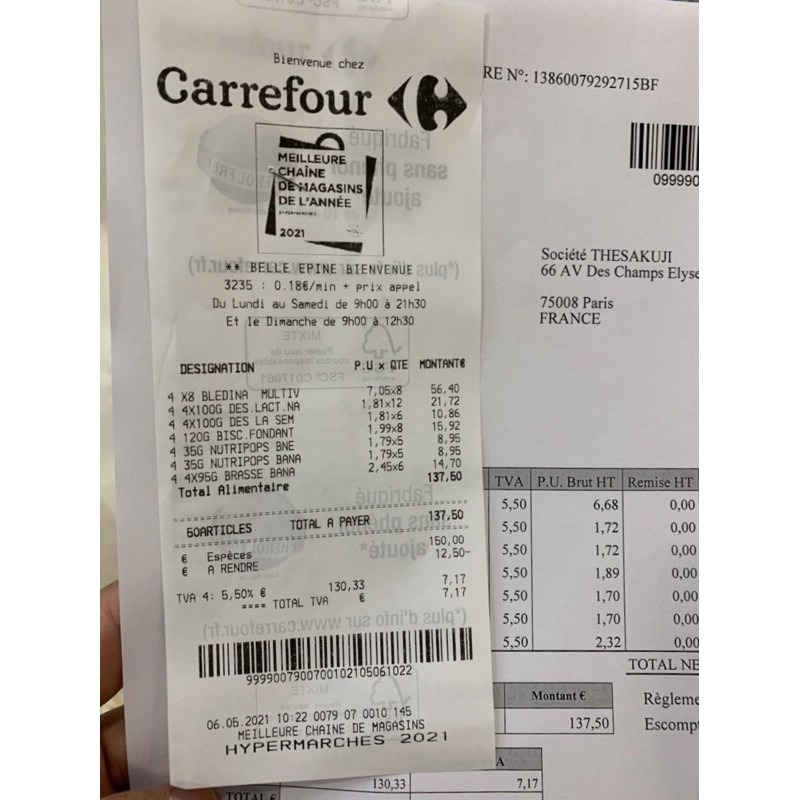 Bienvenue chez
Carrefour
MEILLEURE
CHAÎNE
DE MAGASINS
DE L'ANNÉE
HYPERMARCHÉS
2021
** BELLE EPINE BIENVENUE
3235 : 0.18€/min + prix appel
Du Lundi au Samedi de 9h00 à 21h30
Et le Dimanche de 9h00 à 12h30
DESIGNATION P.U x QTE MONTANT€
4 X8 BLEDINA MULTIV 7,05x8 56,40
4 4X100G DES.LACT.NA 1,81x12 21,72
4 4X100G DES LA SEM 1,81x6 10,86
4 120G BISC.FONDANT 1,99x8 15,92
4 35G NUTRIPOPS BNE 1,79x5 8,95
4 35G NUTRIPOPS BANA 1,79x5 8,95
4 4X95G BRASSE BANA 2,45x6 14,70
Total Alimentaire 137,50
50ARTICLES TOTAL A PAYER 137,50
€ Espèces 150,00
€ A RENDRE 12,50-
TVA 4: 5,50% € 130,33 7,17
==== TOTAL TVA € 7,17
9999007900700102105061022
06.05.2021 10:22 0079 07 0010 145
MEILLEURE CHAINE DE MAGASINS
HYPERMARCHES 2021
RE N°: 13860079292715BF
099990
Société THESAKUJI
66 AV Des Champs Elyse
75008 Paris
FRANCE
TVA P.U. Brut HT Remise HT
5,50 6,68 0,00
5,50 1,72 0,00
5,50 1,72 0,00
5,50 1,89 0,00
5,50 1,70 0,00
5,50 1,70 0,00
5,50 2,32 0,00
TOTAL NE
Montant € Règleme
137,50 Escomp
A
130,33 7,17
TOTAL €